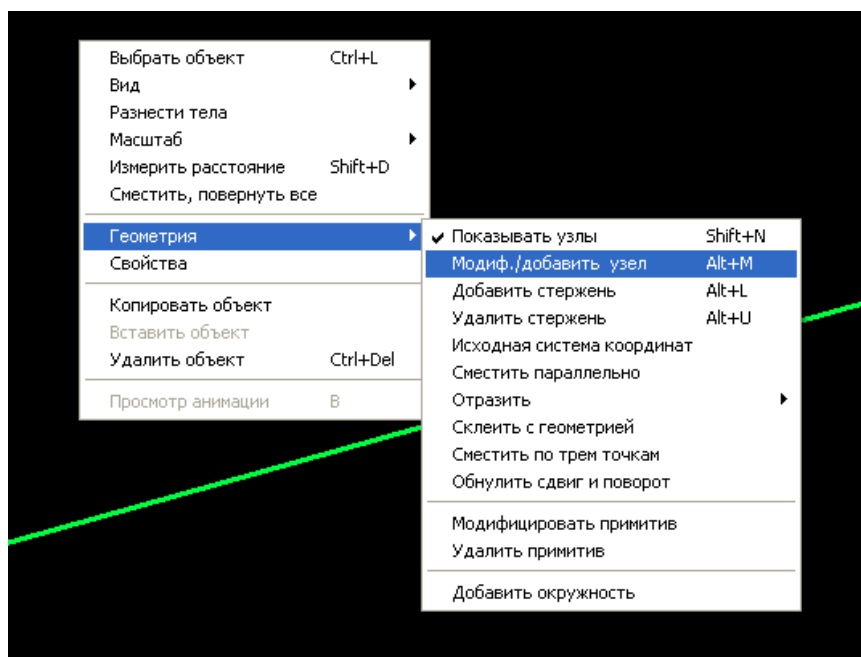 Выбрать объект Ctrl+L
Вид
Разнести тела
Масштаб
Измерить расстояние Shift+D
Сместить, повернуть все
Геометрия
Свойства
Копировать объект
Вставить объект
Удалить объект Ctrl+Del
Просмотр анимации B
Показывать узлы Shift+N
Модиф./добавить узел Alt+M
Добавить стержень Alt+L
Удалить стержень Alt+U
Исходная система координат
Сместить параллельно
Отразить
Склеить с геометрией
Сместить по трем точкам
Обнулить сдвиг и поворот
Модифицировать примитив
Удалить примитив
Добавить окружность